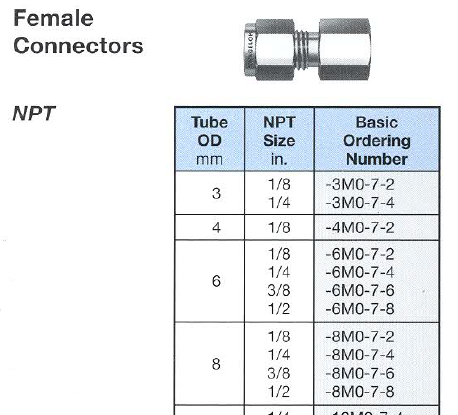 Female
Connectors
NPT
Tube OD mm NPT Size in. Basic Ordering Number
3 1/8 -3M0-7-2
1/4 -3M0-7-4
4 1/8 -4M0-7-2
6 1/8 -6M0-7-2
1/4 -6M0-7-4
3/8 -6M0-7-6
1/2 -6M0-7-8
8 1/8 -8M0-7-2
1/4 -8M0-7-4
3/8 -8M0-7-6
1/2 -8M0-7-8